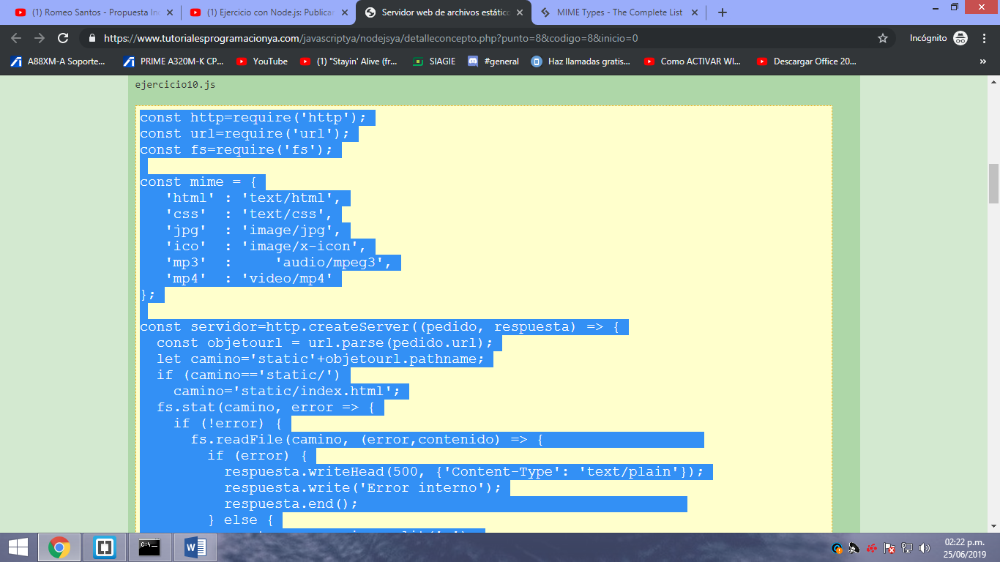 (1) Romeo Santos - Propuesta In
(1) Ejercicio con Node.js: Publicar
Servidor web de archivos estático
MIME Types - The Complete List
https://www.tutorialesprogramacionya.com/javascriptya/nodejsya/detalleconcepto.php?punto=8&codigo=8&inicio=0
Incógnito
A88XM-A Soporte...
PRIME A320M-K CP...
YouTube
(1) "Stayin' Alive (fr...
SIAGIE
#general
Haz llamadas gratis...
Como ACTIVAR WI...
Descargar Office 20...
»
ejercicio10.js
const http=require('http');
const url=require('url');
const fs=require('fs');
const mime = {
   'html' : 'text/html',
   'css'  : 'text/css',
   'jpg'  : 'image/jpg',
   'ico'  : 'image/x-icon',
   'mp3'  :     'audio/mpeg3',
   'mp4'  : 'video/mp4'
};
const servidor=http.createServer((pedido, respuesta) => {
  const objetourl = url.parse(pedido.url);
  let camino='static'+objetourl.pathname;
  if (camino=='static/')
    camino='static/index.html';
  fs.stat(camino, error => {
    if (!error) {
      fs.readFile(camino, (error,contenido) => {
        if (error) {
          respuesta.writeHead(500, {'Content-Type': 'text/plain'});
          respuesta.write('Error interno');
          respuesta.end();
        } else {
02:22 p.m.
25/06/2019